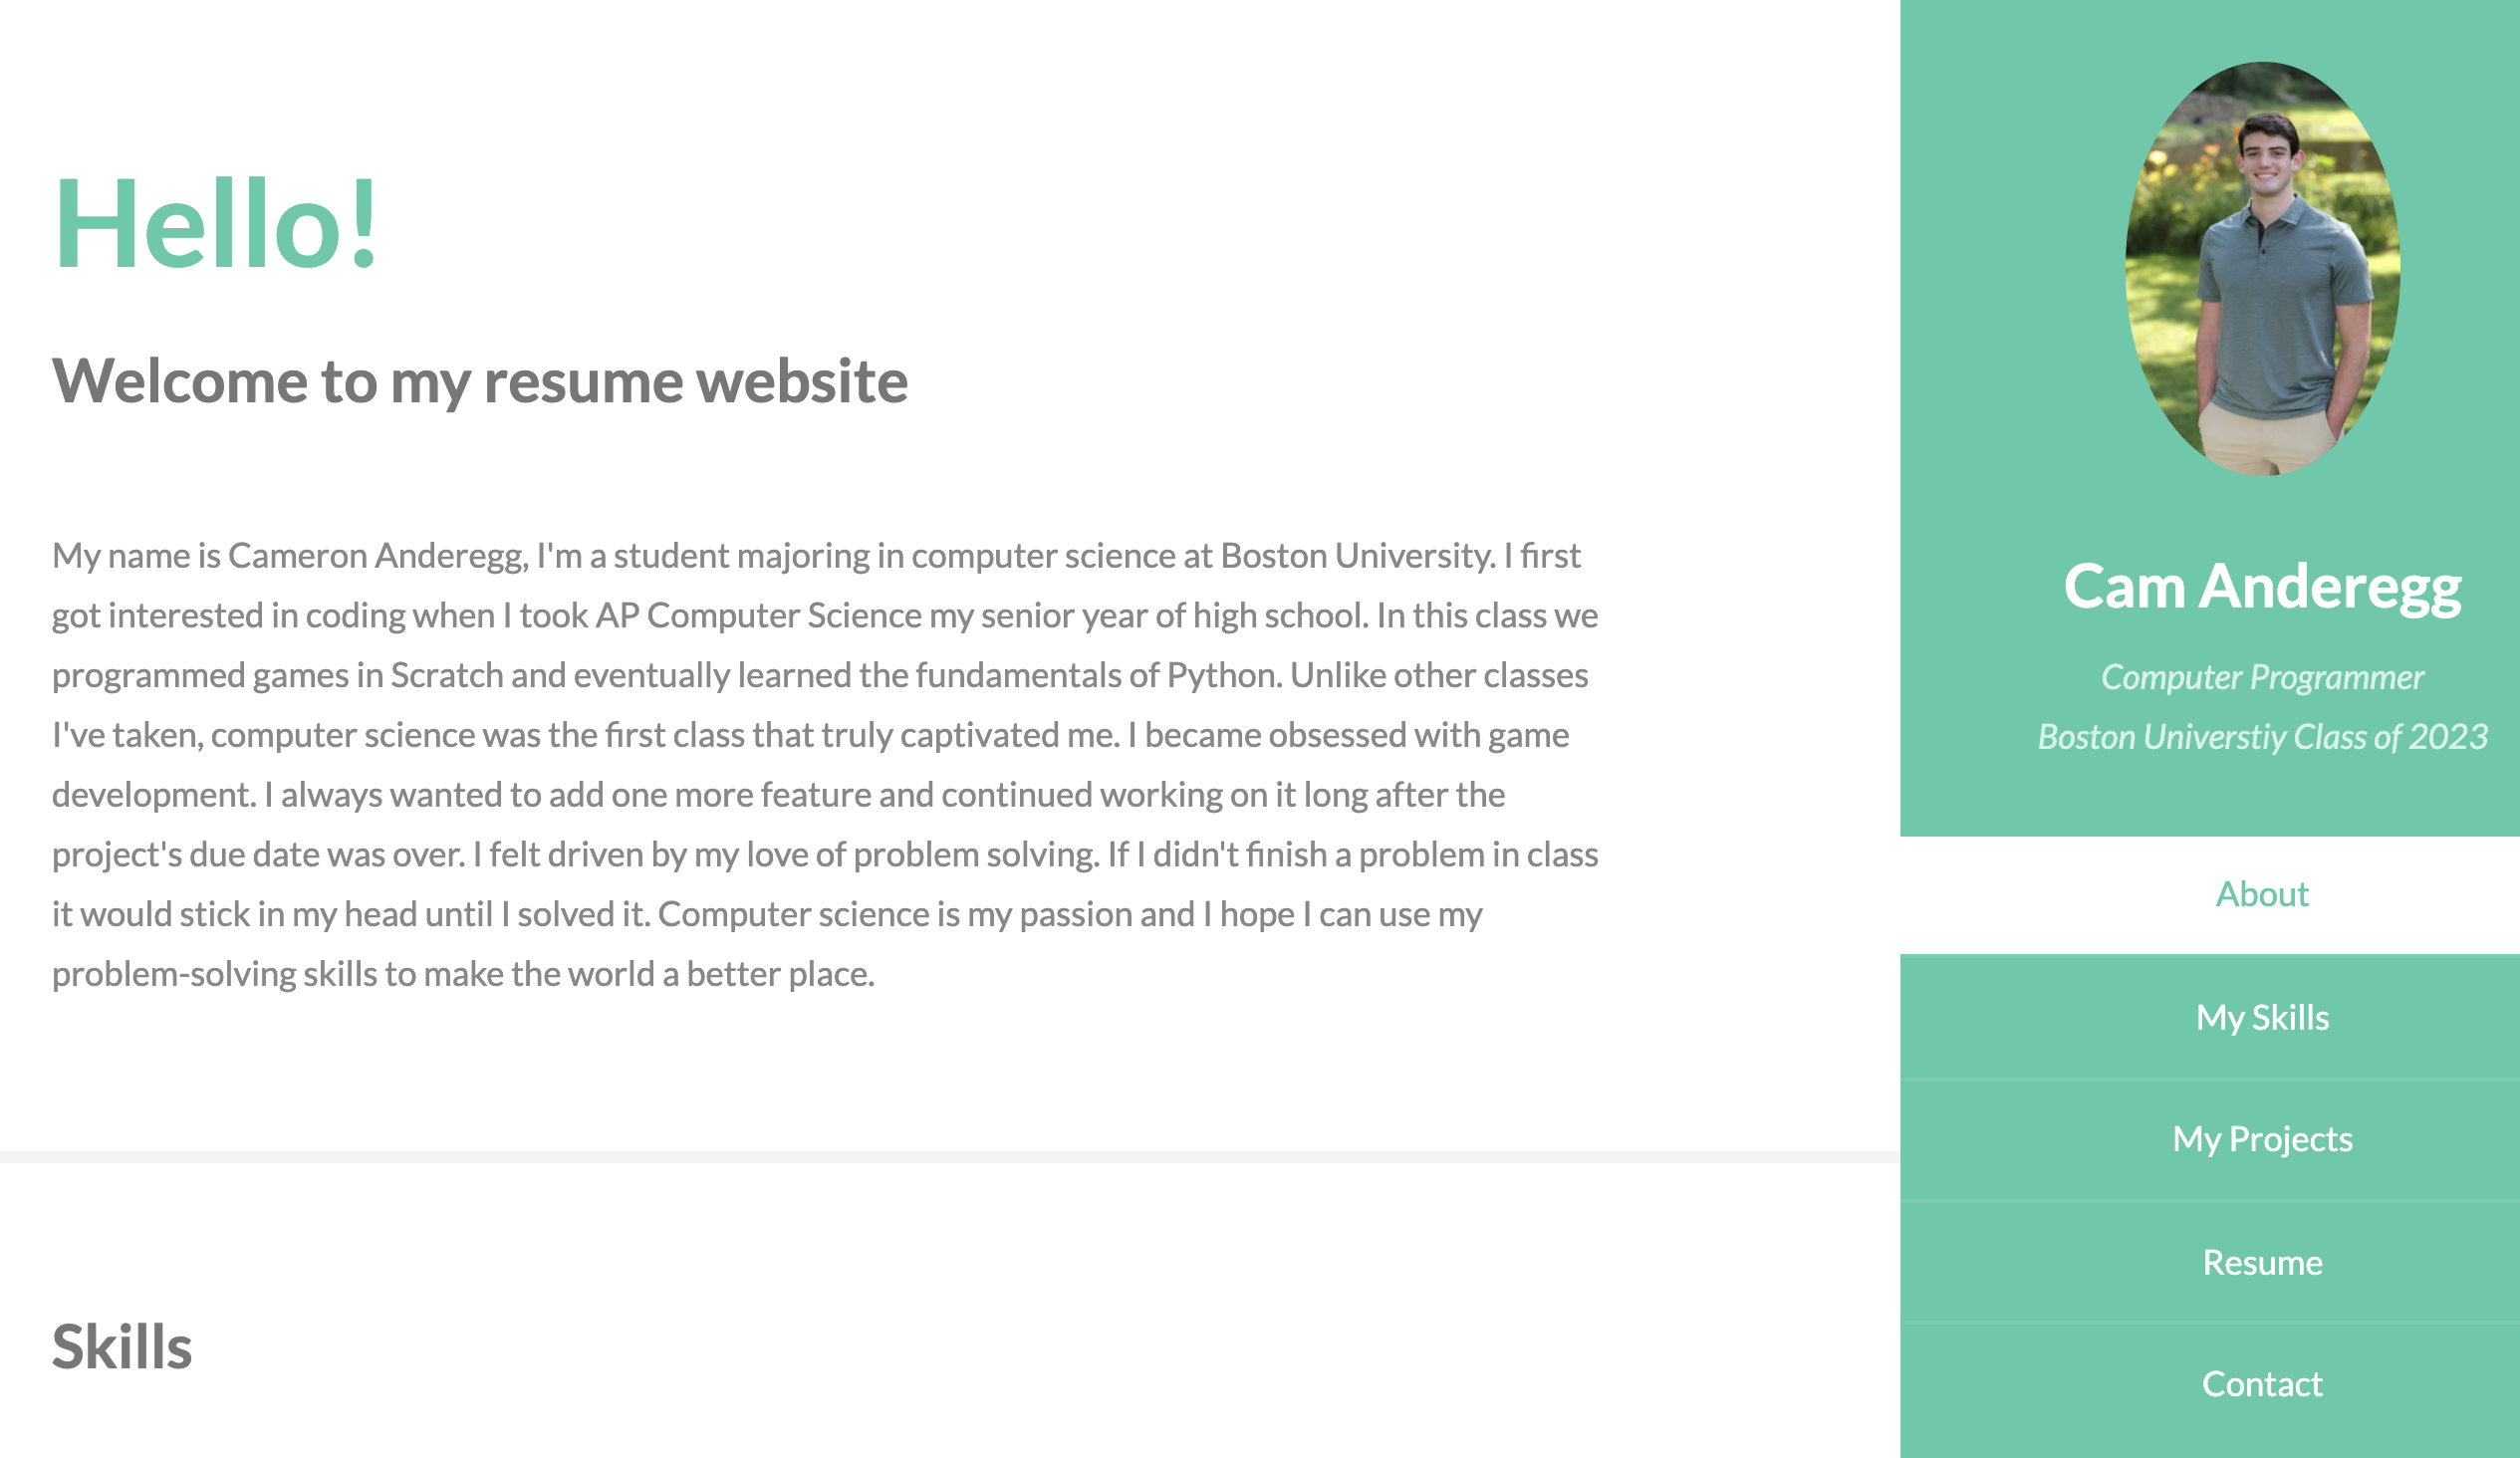 Hello!
Welcome to my resume website
My name is Cameron Anderegg, I'm a student majoring in computer science at Boston University. I first
got interested in coding when I took AP Computer Science my senior year of high school. In this class we
programmed games in Scratch and eventually learned the fundamentals of Python. Unlike other classes
I've taken, computer science was the first class that truly captivated me. I became obsessed with game
development. I always wanted to add one more feature and continued working on it long after the
project's due date was over. I felt driven by my love of problem solving. If I didn't finish a problem in class
it would stick in my head until I solved it. Computer science is my passion and I hope I can use my
problem-solving skills to make the world a better place.
Skills
Cam Anderegg
Computer Programmer
Boston Universtiy Class of 2023
About
My Skills
My Projects
Resume
Contact